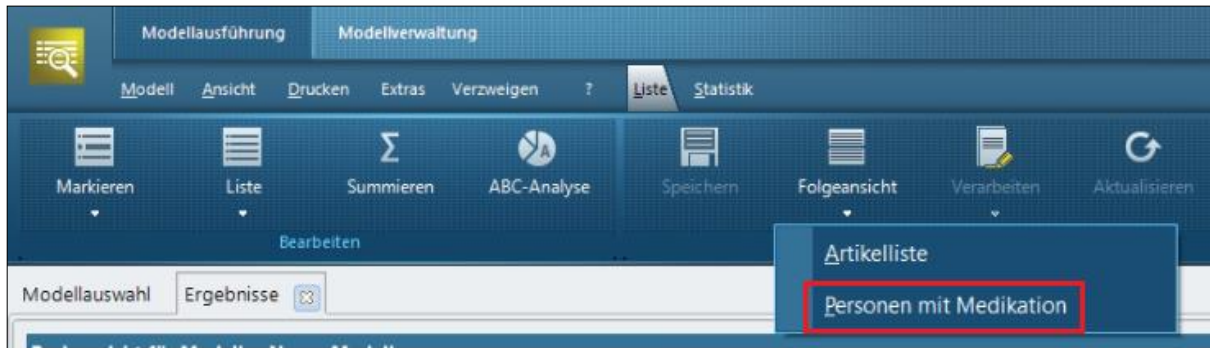 Modellausführung Modellverwaltung
Modell Ansicht Drucken Extras Verzweigen ? Liste Statistik
Markieren Liste Summieren ABC-Analyse Speichern Folgeansicht Verarbeiten Aktualisieren
Bearbeiten
Artikelliste
Personen mit Medikation
Modellauswahl Ergebnisse